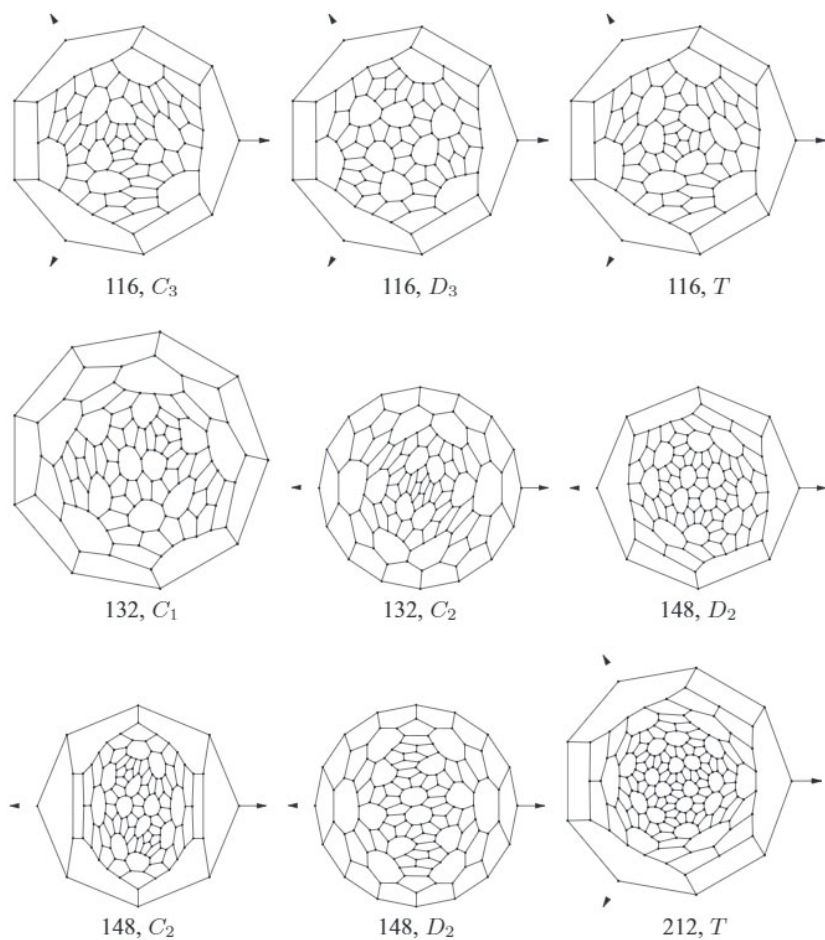 116, C₃ 116, D₃ 116, T
132, C₁ 132, C₂ 148, D₂
148, C₂ 148, D₂ 212, T